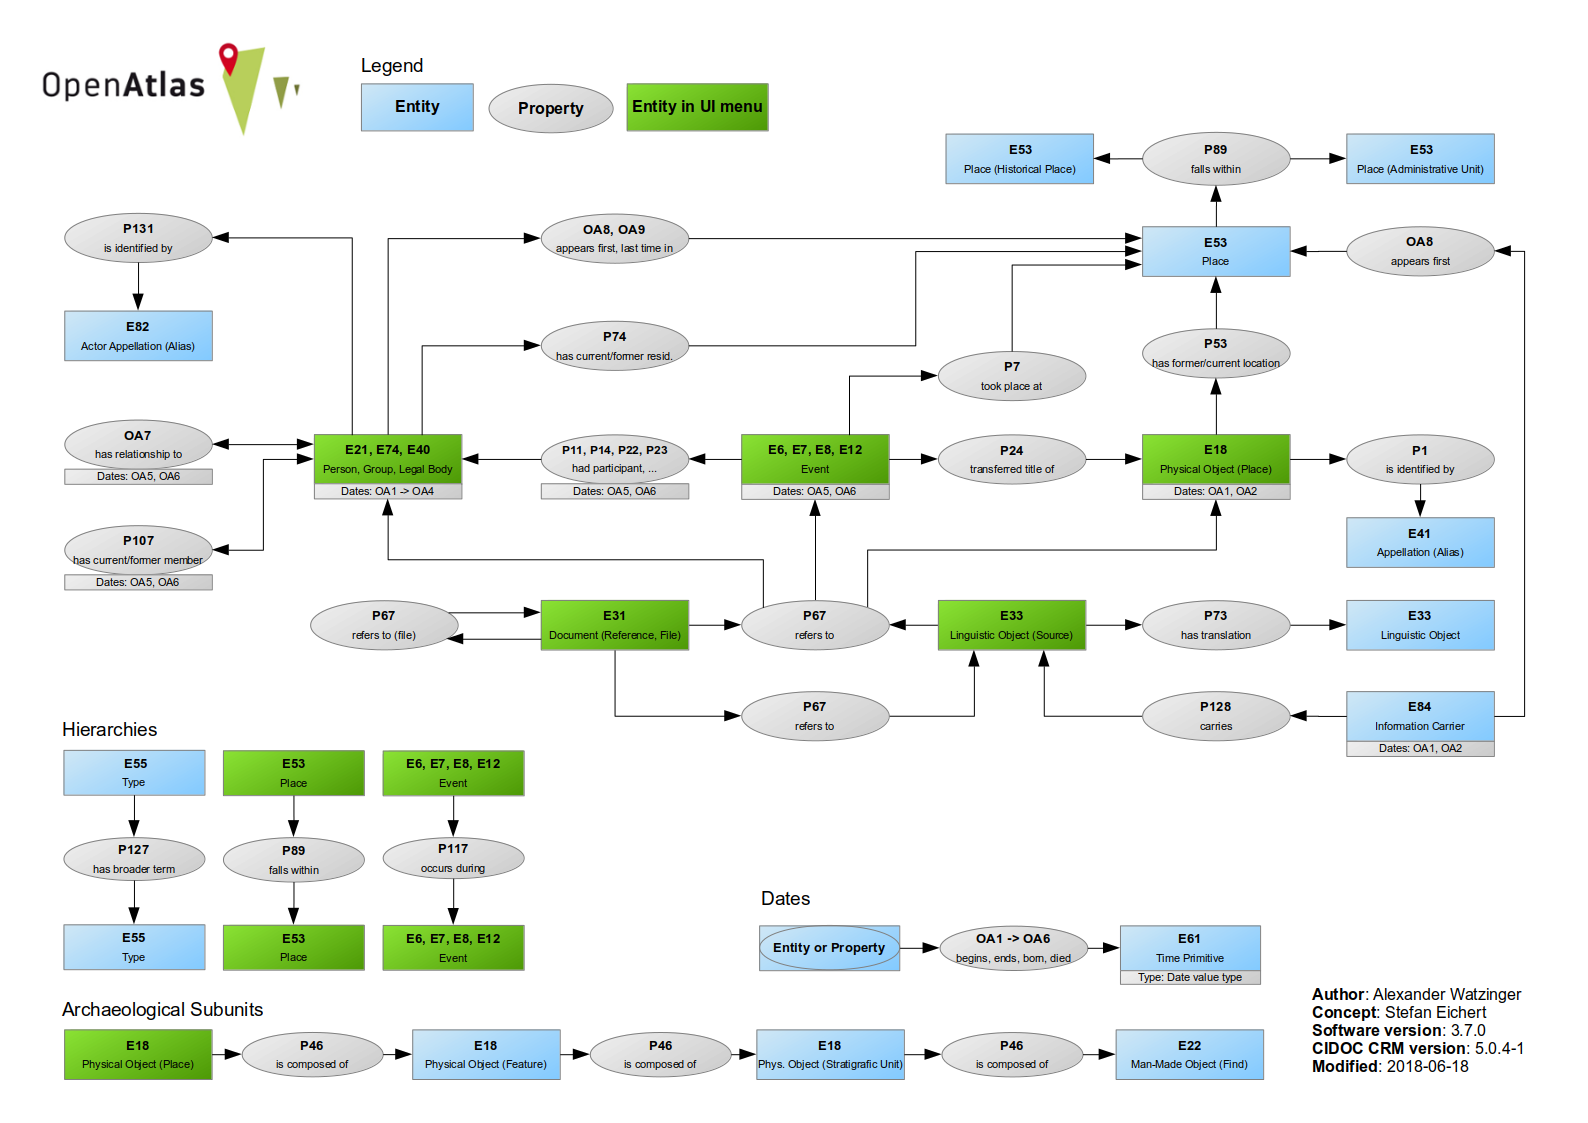 OpenAtlas
Legend
Entity
Property
Entity in UI menu
E53
Place (Historical Place)
P89
falls within
E53
Place (Administrative Unit)
P131
is identified by
OA8, OA9
appears first, last time in
E53
Place
OA8
appears first
E82
Actor Appellation (Alias)
P74
has current/former resid.
P7
took place at
P53
has former/current location
OA7
has relationship to
Dates: OA5, OA6
E21, E74, E40
Person, Group, Legal Body
Dates: OA1 -> OA4
P11, P14, P22, P23
had participant, ...
Dates: OA5, OA6
E6, E7, E8, E12
Event
Dates: OA5, OA6
P24
transferred title of
E18
Physical Object (Place)
Dates: OA1, OA2
P1
is identified by
P107
has current/former member
Dates: OA5, OA6
E41
Appellation (Alias)
P67
refers to (file)
E31
Document (Reference, File)
P67
refers to
E33
Linguistic Object (Source)
P73
has translation
E33
Linguistic Object
P67
refers to
P128
carries
E84
Information Carrier
Dates: OA1, OA2
Hierarchies
E55
Type
E53
Place
E6, E7, E8, E12
Event
P127
has broader term
P89
falls within
P117
occurs during
E55
Type
E53
Place
E6, E7, E8, E12
Event
Dates
Entity or Property
OA1 -> OA6
begins, ends, born, died
E61
Time Primitive
Type: Date value type
Archaeological Subunits
E18
Physical Object (Place)
P46
is composed of
E18
Physical Object (Feature)
P46
is composed of
E18
Phys. Object (Stratigrafic Unit)
P46
is composed of
E22
Man-Made Object (Find)
Author: Alexander Watzinger
Concept: Stefan Eichert
Software version: 3.7.0
CIDOC CRM version: 5.0.4-1
Modified: 2018-06-18